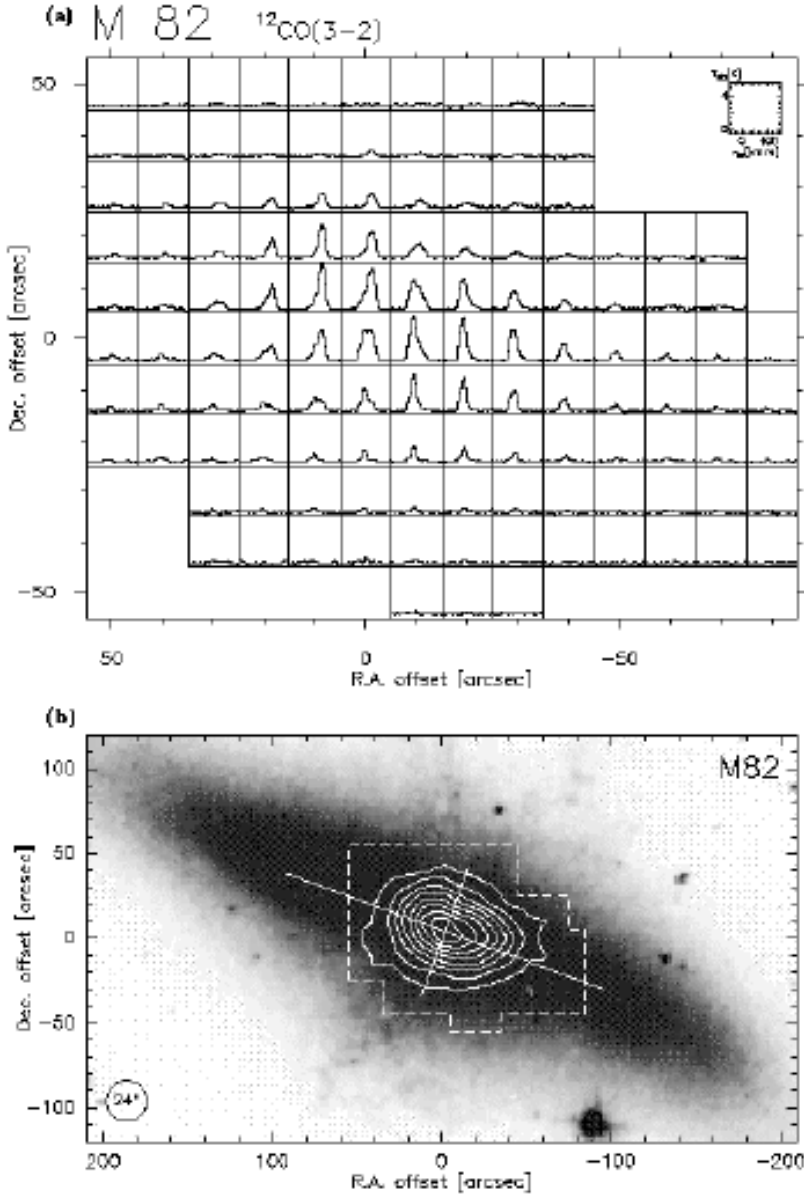 (a) M 82 ¹²CO(3−2)
50
0
−50
Dec. offset [arcsec]
50 0 −50
R.A. offset [arcsec]
(b)
M82
100
50
0
−50
−100
Dec. offset [arcsec]
24"
200 100 0 −100 −200
R.A. offset [arcsec]